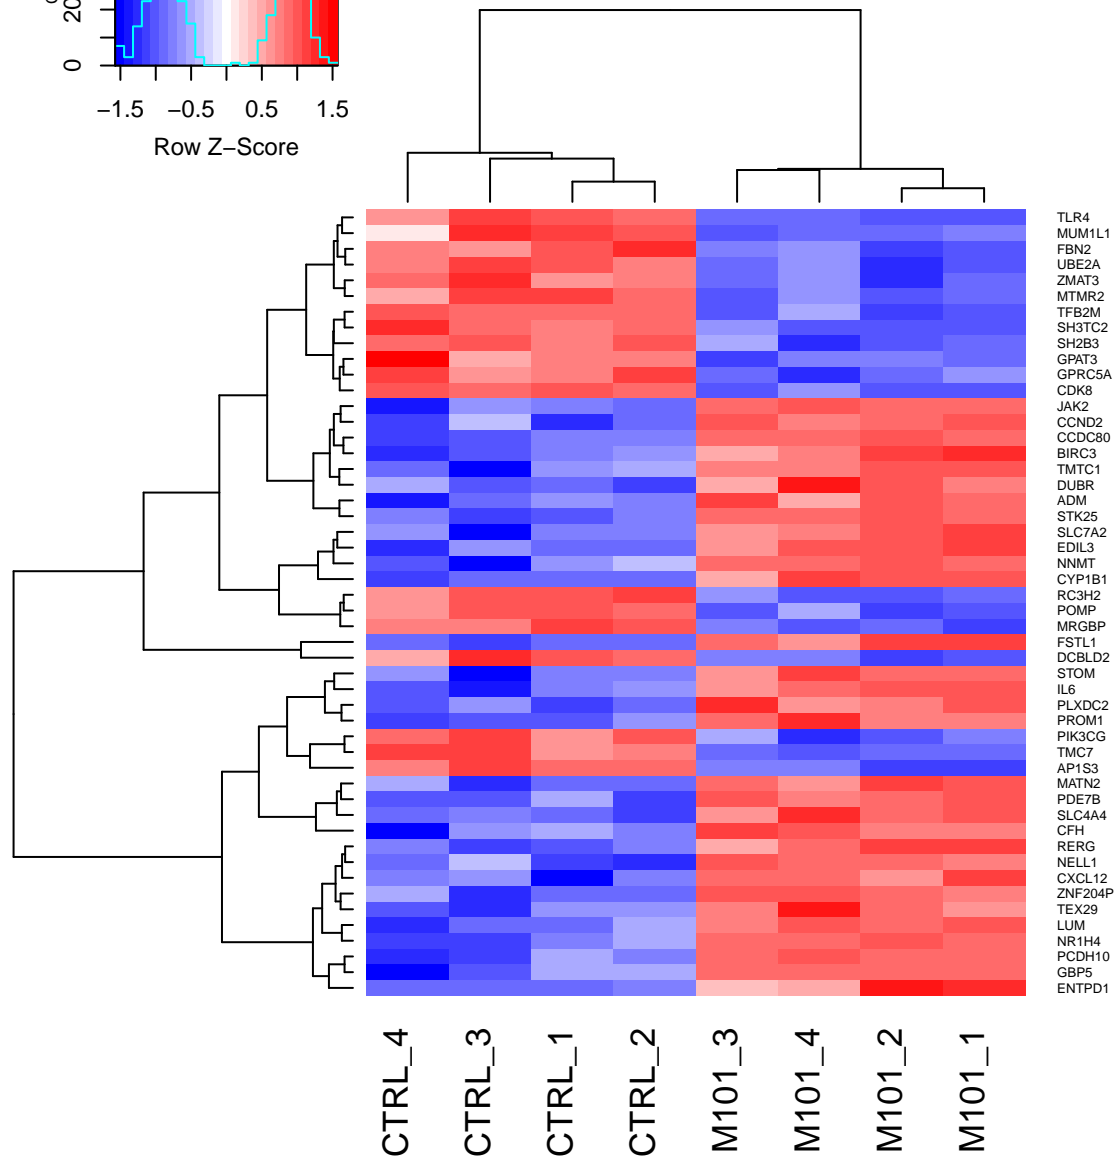 20
0
−1.5 −0.5 0.5 1.5
Row Z−Score
TLR4
MUM1L1
FBN2
UBE2A
ZMAT3
MTMR2
TFB2M
SH3TC2
SH2B3
GPAT3
GPRC5A
CDK8
JAK2
CCND2
CCDC80
BIRC3
TMTC1
DUBR
ADM
STK25
SLC7A2
EDIL3
NNMT
CYP1B1
RC3H2
POMP
MRGBP
FSTL1
DCBLD2
STOM
IL6
PLXDC2
PROM1
PIK3CG
TMC7
AP1S3
MATN2
PDE7B
SLC4A4
CFH
RERG
NELL1
CXCL12
ZNF204P
TEX29
LUM
NR1H4
PCDH10
GBP5
ENTPD1
CTRL_4
CTRL_3
CTRL_1
CTRL_2
M101_3
M101_4
M101_2
M101_1